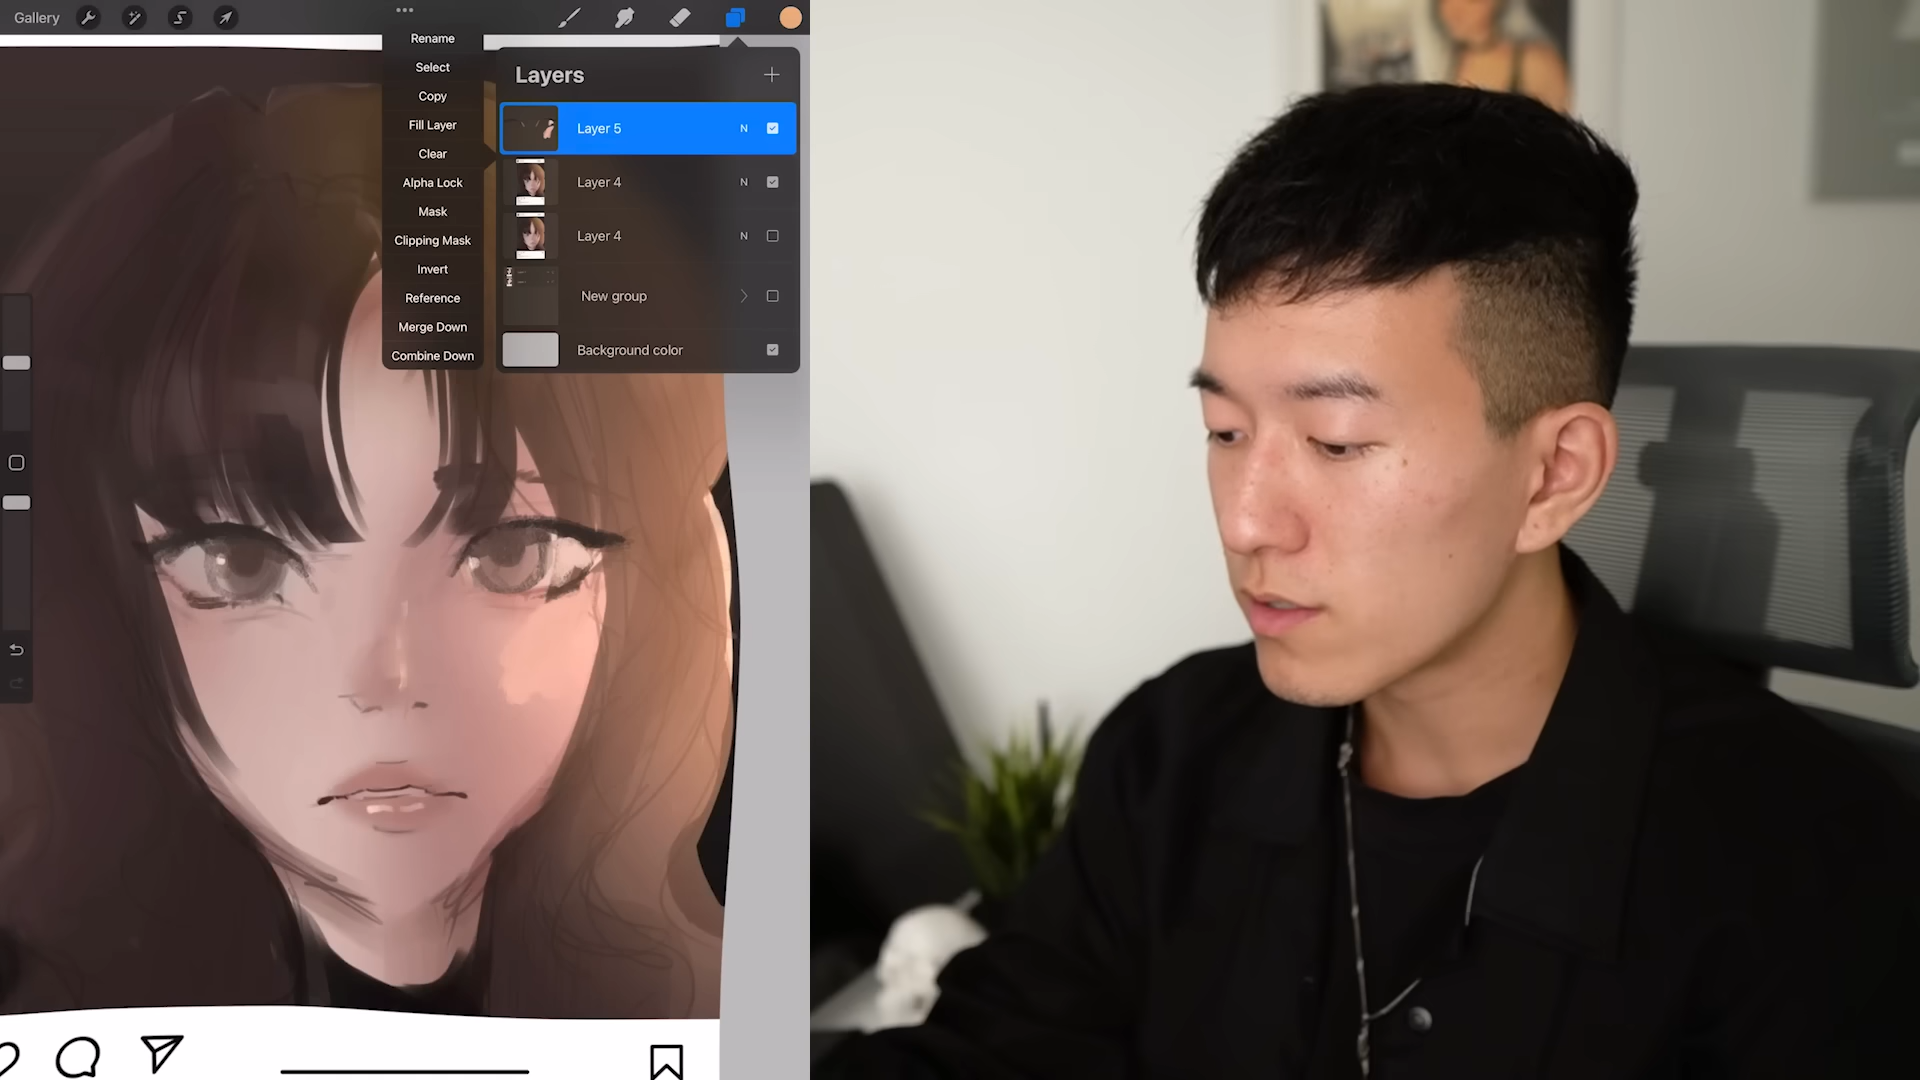 Gallery
Rename
Select
Copy
Fill Layer
Clear
Alpha Lock
Mask
Clipping Mask
Invert
Reference
Merge Down
Combine Down
Layers
Layer 5 N
Layer 4 N
Layer 4 N
New group
Background color